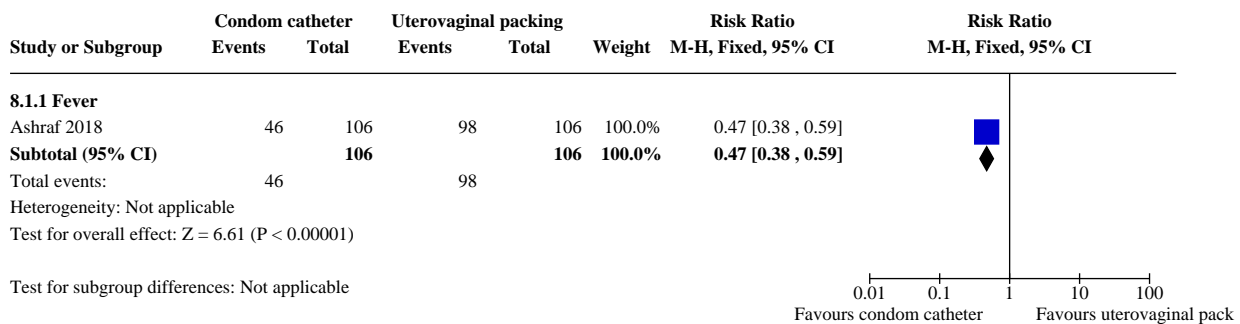 Condom catheter Uterovaginal packing Risk Ratio Risk Ratio
Study or Subgroup Events Total Events Total Weight M-H, Fixed, 95% CI M-H, Fixed, 95% CI
8.1.1 Fever
Ashraf 2018 46 106 98 106 100.0% 0.47 [0.38 , 0.59]
Subtotal (95% CI) 106 106 100.0% 0.47 [0.38 , 0.59]
Total events: 46 98
Heterogeneity: Not applicable
Test for overall effect: Z = 6.61 (P < 0.00001)
Test for subgroup differences: Not applicable
0.01 0.1 1 10 100
Favours condom catheter Favours uterovaginal pack